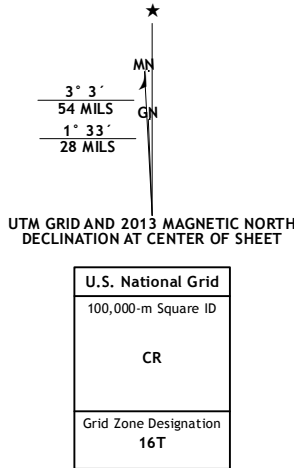 ★
MN
3° 3´
54 MILS
GN
1° 33´
28 MILS
UTM GRID AND 2013 MAGNETIC NORTH
DECLINATION AT CENTER OF SHEET
U.S. National Grid
100,000-m Square ID
CR
Grid Zone Designation
16T